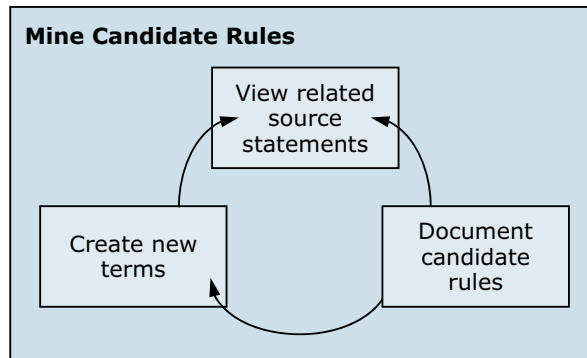 Mine Candidate Rules
View related
source
statements
Create new
terms
Document
candidate
rules